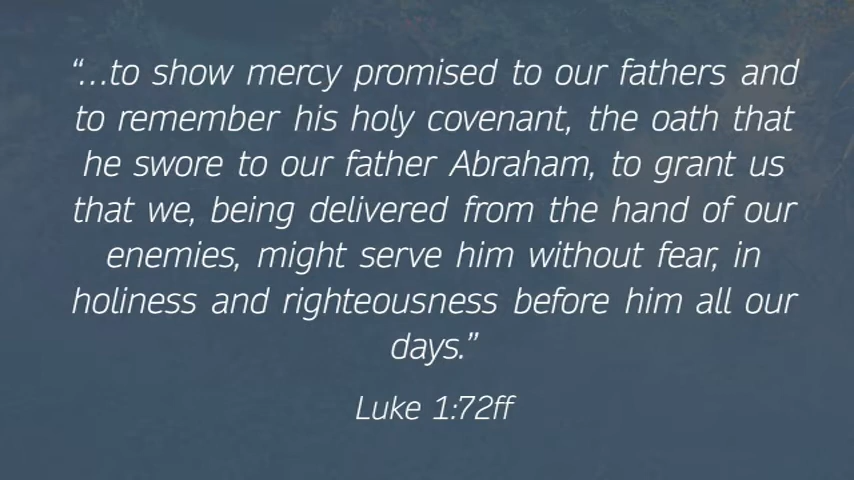 “...to show mercy promised to our fathers and
to remember his holy covenant, the oath that
he swore to our father Abraham, to grant us
that we, being delivered from the hand of our
enemies, might serve him without fear, in
holiness and righteousness before him all our
days.”
Luke 1:72ff